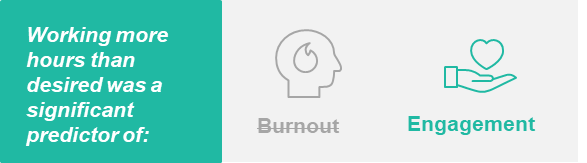 Working more
hours than
desired was a
significant
predictor of:
Burnout
Engagement